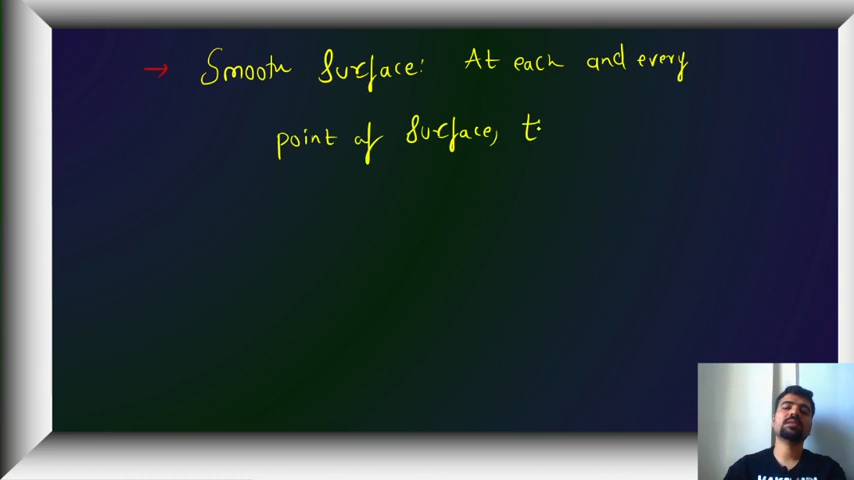 → Smooth Surface: At each and every
point of Surface, t